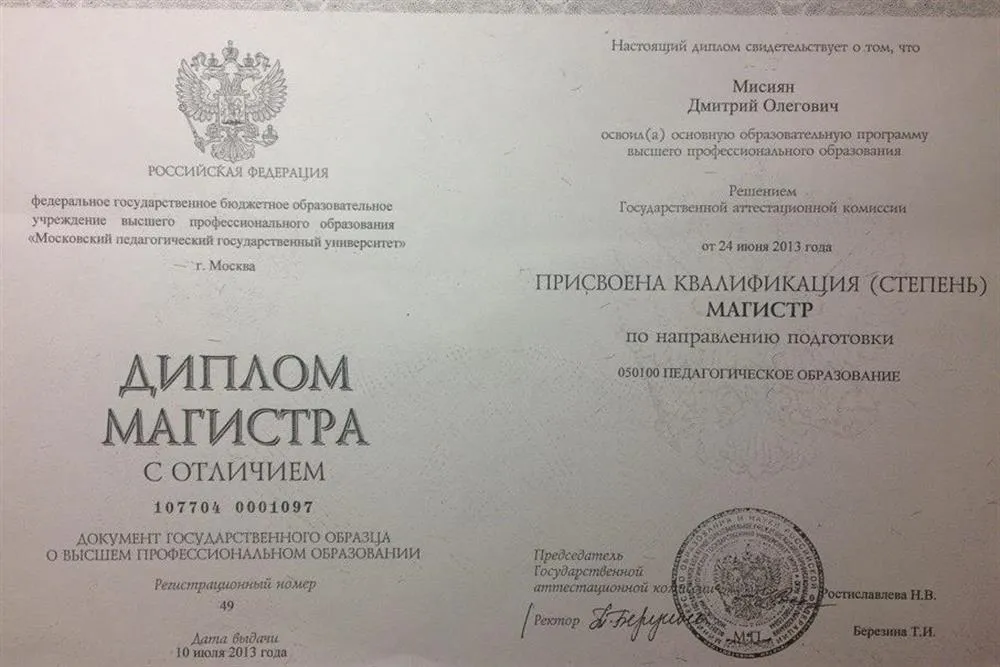 РОССИЙСКАЯ ФЕДЕРАЦИЯ
федеральное государственное бюджетное образовательное
учреждение высшего профессионального образования
«Московский педагогический государственный университет»
г. Москва
ДИПЛОМ
МАГИСТРА
С ОТЛИЧИЕМ
107704 0001097
ДОКУМЕНТ ГОСУДАРСТВЕННОГО ОБРАЗЦА
О ВЫСШЕМ ПРОФЕССИОНАЛЬНОМ ОБРАЗОВАНИИ
Регистрационный номер
49
Дата выдачи
10 июля 2013 года
Настоящий диплом свидетельствует о том, что
Мисиян
Дмитрий Олегович
освоил(а) основную образовательную программу
высшего профессионального образования
Решением
Государственной аттестационной комиссии
от 24 июня 2013 года
ПРИСВОЕНА КВАЛИФИКАЦИЯ (СТЕПЕНЬ)
МАГИСТР
по направлению подготовки
050100 ПЕДАГОГИЧЕСКОЕ ОБРАЗОВАНИЕ
Председатель
Государственной
аттестационной комиссии
Ростиславлева Н.В.
Ректор
Березина Т.И.
М.П.